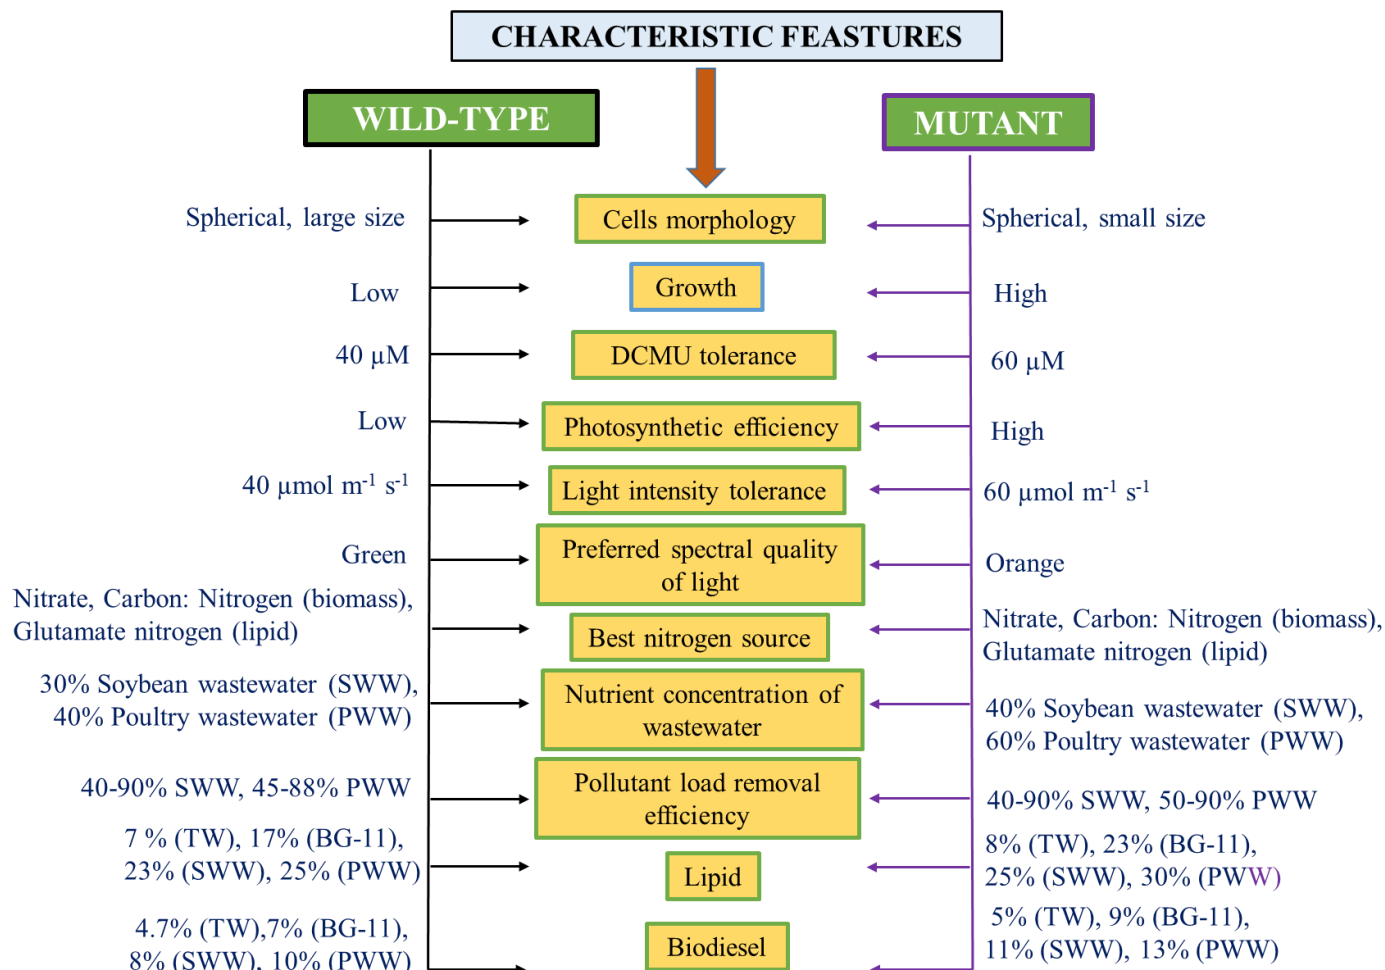 CHARACTERISTIC FEASTURES
WILD-TYPE
MUTANT
Spherical, large size
Cells morphology
Spherical, small size
Low
Growth
High
40 µM
DCMU tolerance
60 µM
Low
Photosynthetic efficiency
High
40 µmol m⁻¹ s⁻¹
Light intensity tolerance
60 µmol m⁻¹ s⁻¹
Green
Preferred spectral quality
of light
Orange
Nitrate, Carbon: Nitrogen (biomass),
Glutamate nitrogen (lipid)
Best nitrogen source
Nitrate, Carbon: Nitrogen (biomass),
Glutamate nitrogen (lipid)
30% Soybean wastewater (SWW),
40% Poultry wastewater (PWW)
Nutrient concentration of
wastewater
40% Soybean wastewater (SWW),
60% Poultry wastewater (PWW)
40-90% SWW, 45-88% PWW
Pollutant load removal
efficiency
40-90% SWW, 50-90% PWW
7 % (TW), 17% (BG-11),
23% (SWW), 25% (PWW)
Lipid
8% (TW), 23% (BG-11),
25% (SWW), 30% (PWW)
4.7% (TW),7% (BG-11),
8% (SWW), 10% (PWW)
Biodiesel
5% (TW), 9% (BG-11),
11% (SWW), 13% (PWW)